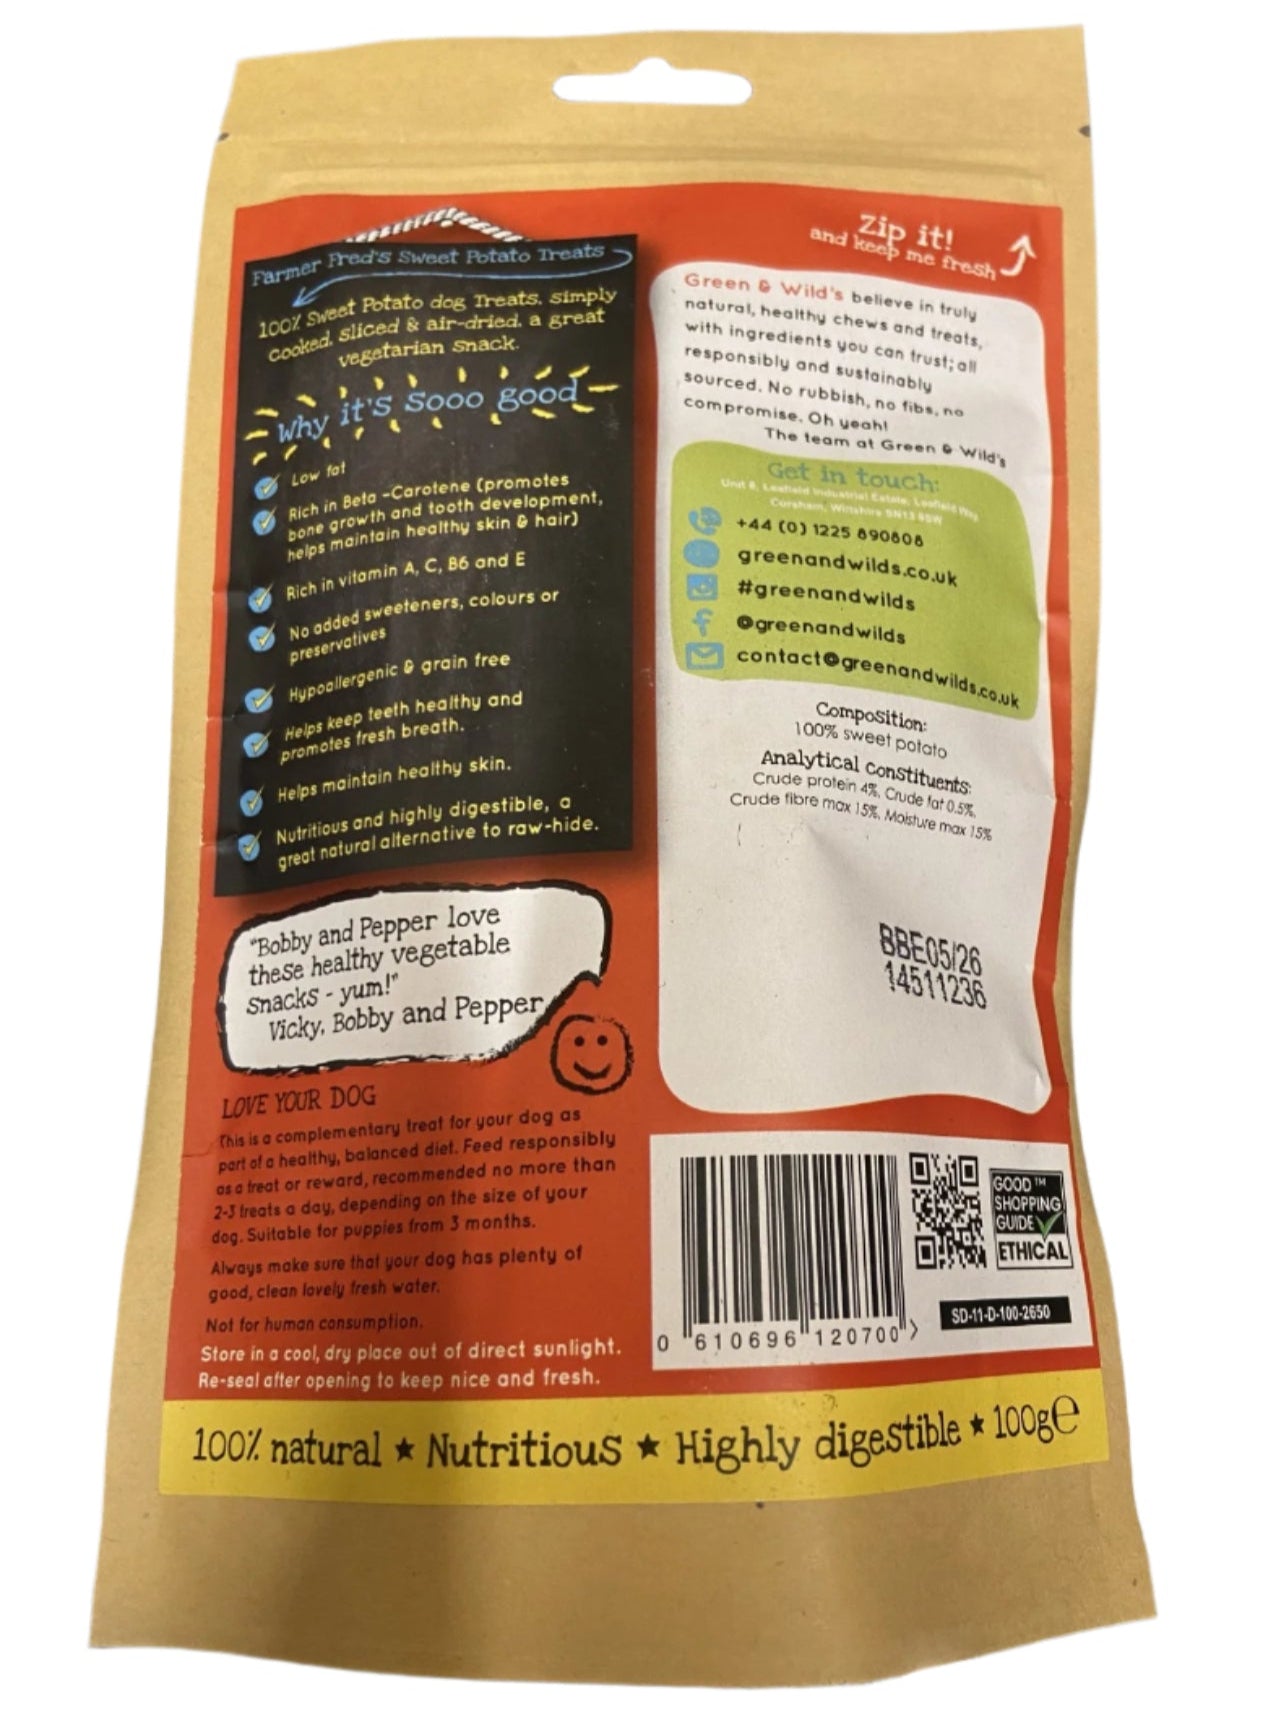 Zip it!
and keep me fresh
Farmer Fred's Sweet Potato Treats
100% Sweet Potato dog Treats, simply
cooked, sliced & air-dried, a great
vegetarian snack.
Why it's Sooo good
Low fat
Rich in Beta -Carotene (promotes
bone growth and tooth development,
helps maintain healthy skin & hair)
Rich in vitamin A, C, B6 and E
No added sweeteners, colours or
preservatives
Hypoallergenic & grain free
Helps keep teeth healthy and
promotes fresh breath.
Helps maintain healthy skin.
Nutritious and highly digestible, a
great natural alternative to raw-hide.
"Bobby and Pepper love
these healthy vegetable
snacks - yum!"
Vicky, Bobby and Pepper
LOVE YOUR DOG
This is a complementary treat for your dog as
part of a healthy, balanced diet. Feed responsibly
as a treat or reward, recommended no more than
2-3 treats a day, depending on the size of your
dog. Suitable for puppies from 3 months.
Always make sure that your dog has plenty of
good, clean lovely fresh water.
Not for human consumption.
Store in a cool, dry place out of direct sunlight.
Re-seal after opening to keep nice and fresh.
Green & Wild's believe in truly
natural, healthy chews and treats,
with ingredients you can trust; all
responsibly and sustainably
sourced. No rubbish, no fibs, no
compromise. Oh yeah!
The team at Green & Wild's
Get in touch:
Unit 8, Leafield Industrial Estate, Leafield Way
Corsham, Wiltshire SN13 9SW
+44 (0) 1225 890808
greenandwilds.co.uk
#greenandwilds
@greenandwilds
contact@greenandwilds.co.uk
Composition:
100% sweet potato
Analytical constituents:
Crude protein 4%, Crude fat 0.5%,
Crude fibre max 15%, Moisture max 15%
BBE05/26
14511236
GOOD™
SHOPPING
GUIDE
ETHICAL
SD-11-D-100-2650
0 610696 120700 >
100% natural ★ Nutritious ★ Highly digestible ★ 100g℮